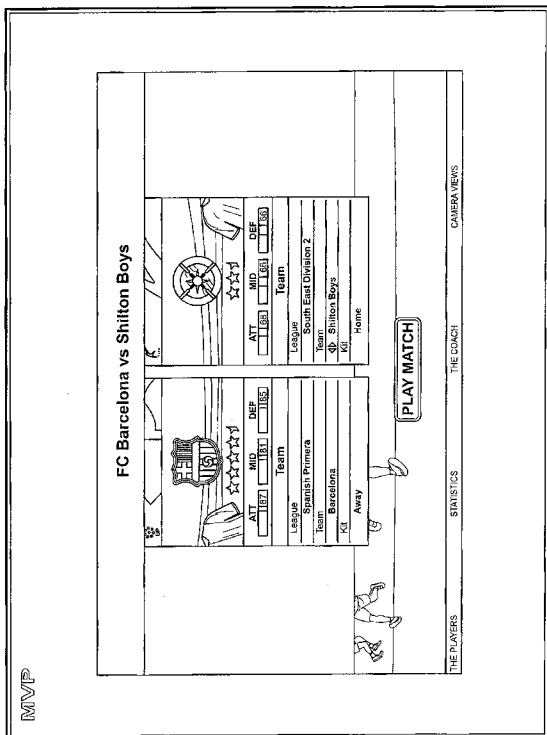 MVP
FC Barcelona vs Shilton Boys
ATT MID DEF
87 81 85
Team
League
Spanish Primera
Team
Barcelona
Kit
Away
ATT MID DEF
68 66 66
Team
League
South East Division 2
Team
Shilton Boys
Kit
Home
PLAY MATCH
THE PLAYERS STATISTICS THE COACH CAMERA VIEWS